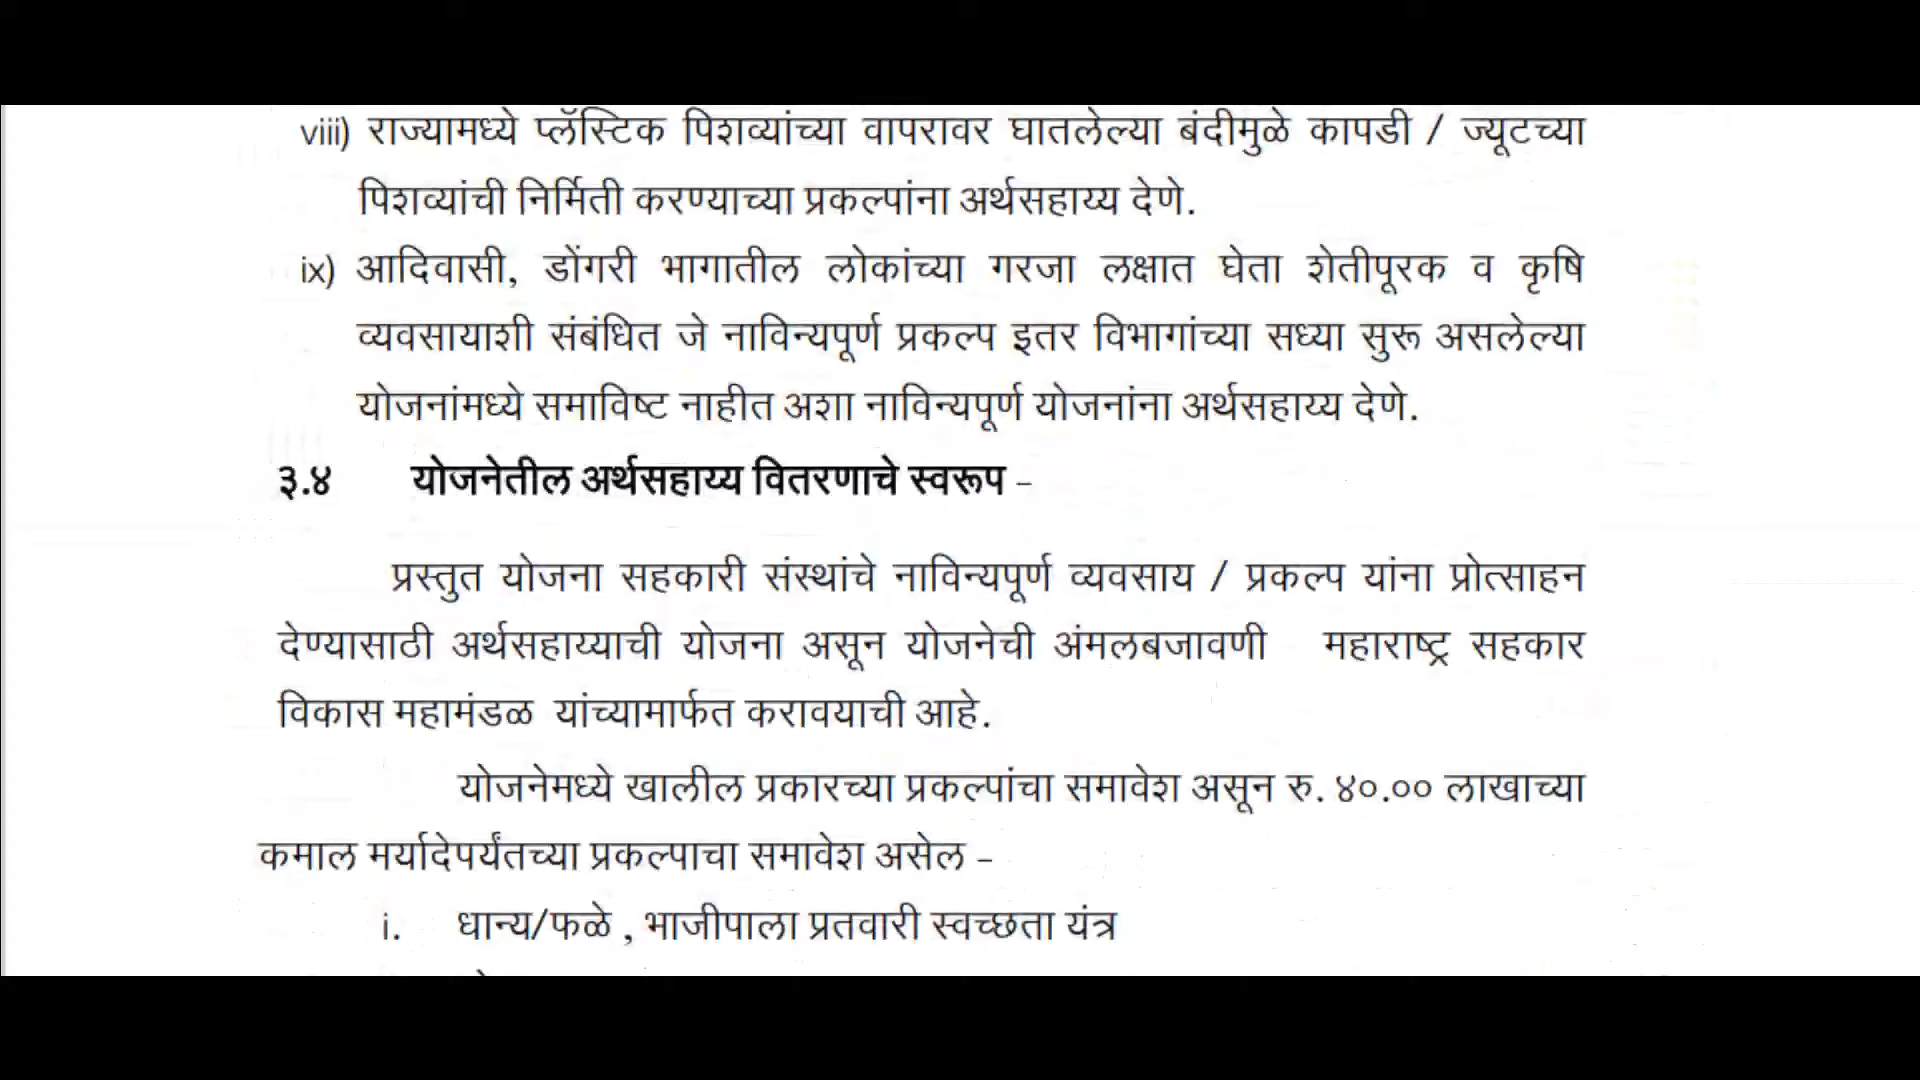 viii) राज्यामध्ये प्लॅस्टिक पिशव्यांच्या वापरावर घातलेल्या बंदीमुळे कापडी / ज्यूटच्या
पिशव्यांची निर्मिती करण्याच्या प्रकल्पांना अर्थसहाय्य देणे.
ix) आदिवासी, डोंगरी भागातील लोकांच्या गरजा लक्षात घेता शेतीपूरक व कृषि
व्यवसायाशी संबंधित जे नाविन्यपूर्ण प्रकल्प इतर विभागांच्या सध्या सुरू असलेल्या
योजनांमध्ये समाविष्ट नाहीत अशा नाविन्यपूर्ण योजनांना अर्थसहाय्य देणे.
३.४ योजनेतील अर्थसहाय्य वितरणाचे स्वरूप –
प्रस्तुत योजना सहकारी संस्थांचे नाविन्यपूर्ण व्यवसाय / प्रकल्प यांना प्रोत्साहन
देण्यासाठी अर्थसहाय्याची योजना असून योजनेची अंमलबजावणी महाराष्ट्र सहकार
विकास महामंडळ यांच्यामार्फत करावयाची आहे.
योजनेमध्ये खालील प्रकारच्या प्रकल्पांचा समावेश असून रु. ४०.०० लाखाच्या
कमाल मर्यादेपर्यंतच्या प्रकल्पाचा समावेश असेल –
i. धान्य/फळे , भाजीपाला प्रतवारी स्वच्छता यंत्र